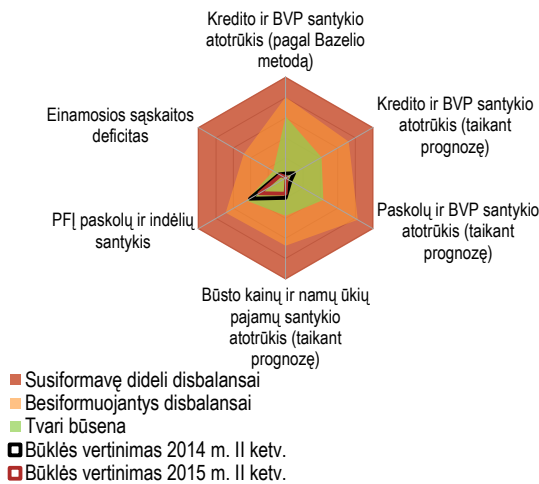 Kredito ir BVP santykio
atotrūkis (pagal Bazelio
metodą)
Kredito ir BVP santykio
atotrūkis (taikant
prognozę)
Paskolų ir BVP santykio
atotrūkis (taikant
prognozę)
Būsto kainų ir namų ūkių
pajamų santykio
atotrūkis (taikant
prognozę)
PFĮ paskolų ir indėlių
santykis
Einamosios sąskaitos
deficitas
Susiformavę dideli disbalansai
Besiformuojantys disbalansai
Tvari būsena
Būklės vertinimas 2014 m. II ketv.
Būklės vertinimas 2015 m. II ketv.